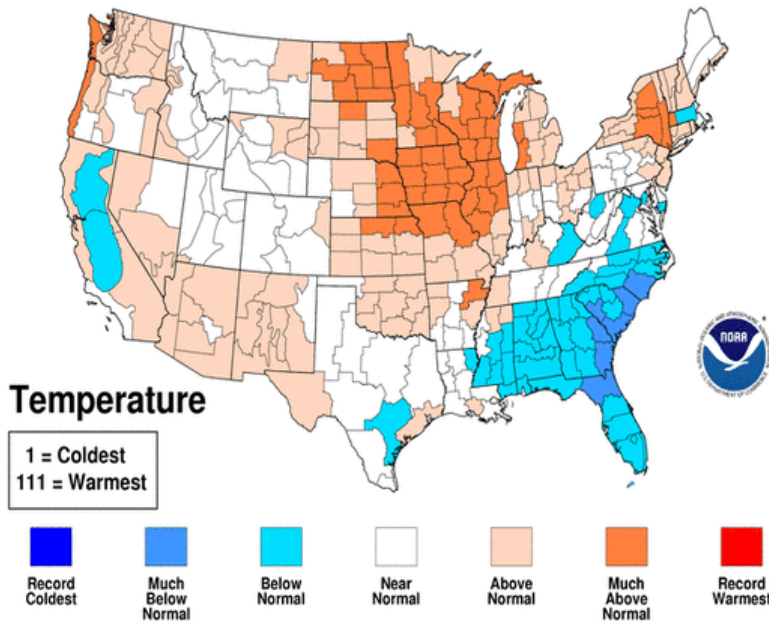 NOAA
Temperature
1 = Coldest
111 = Warmest
Record
Coldest
Much
Below
Normal
Below
Normal
Near
Normal
Above
Normal
Much
Above
Normal
Record
Warmest